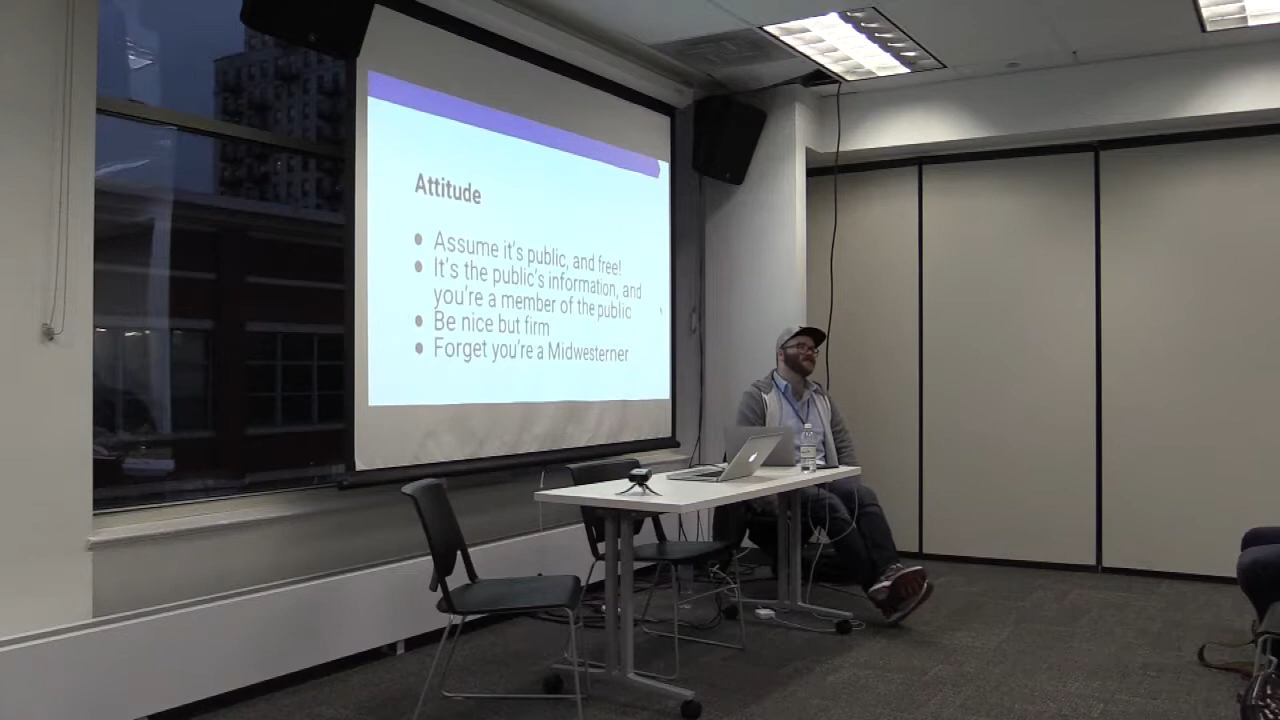 Attitude
● Assume it's public, and free!
● It's the public's information, and
you're a member of the public
● Be nice but firm
● Forget you're a Midwesterner